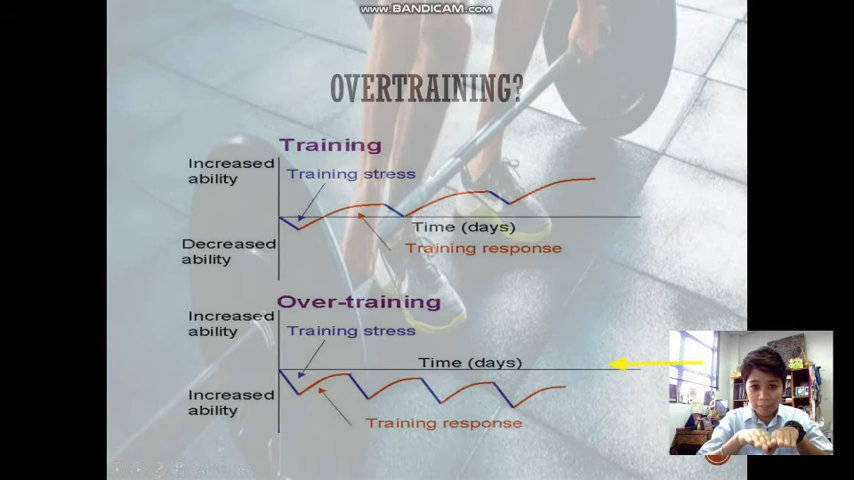 WWW.BANDICAM.COM
OVERTRAINING?
Training
Increased
ability
Training stress
Time (days)
Decreased
ability
Training response
Over-training
Increased
ability
Training stress
Time (days)
Increased
ability
Training response